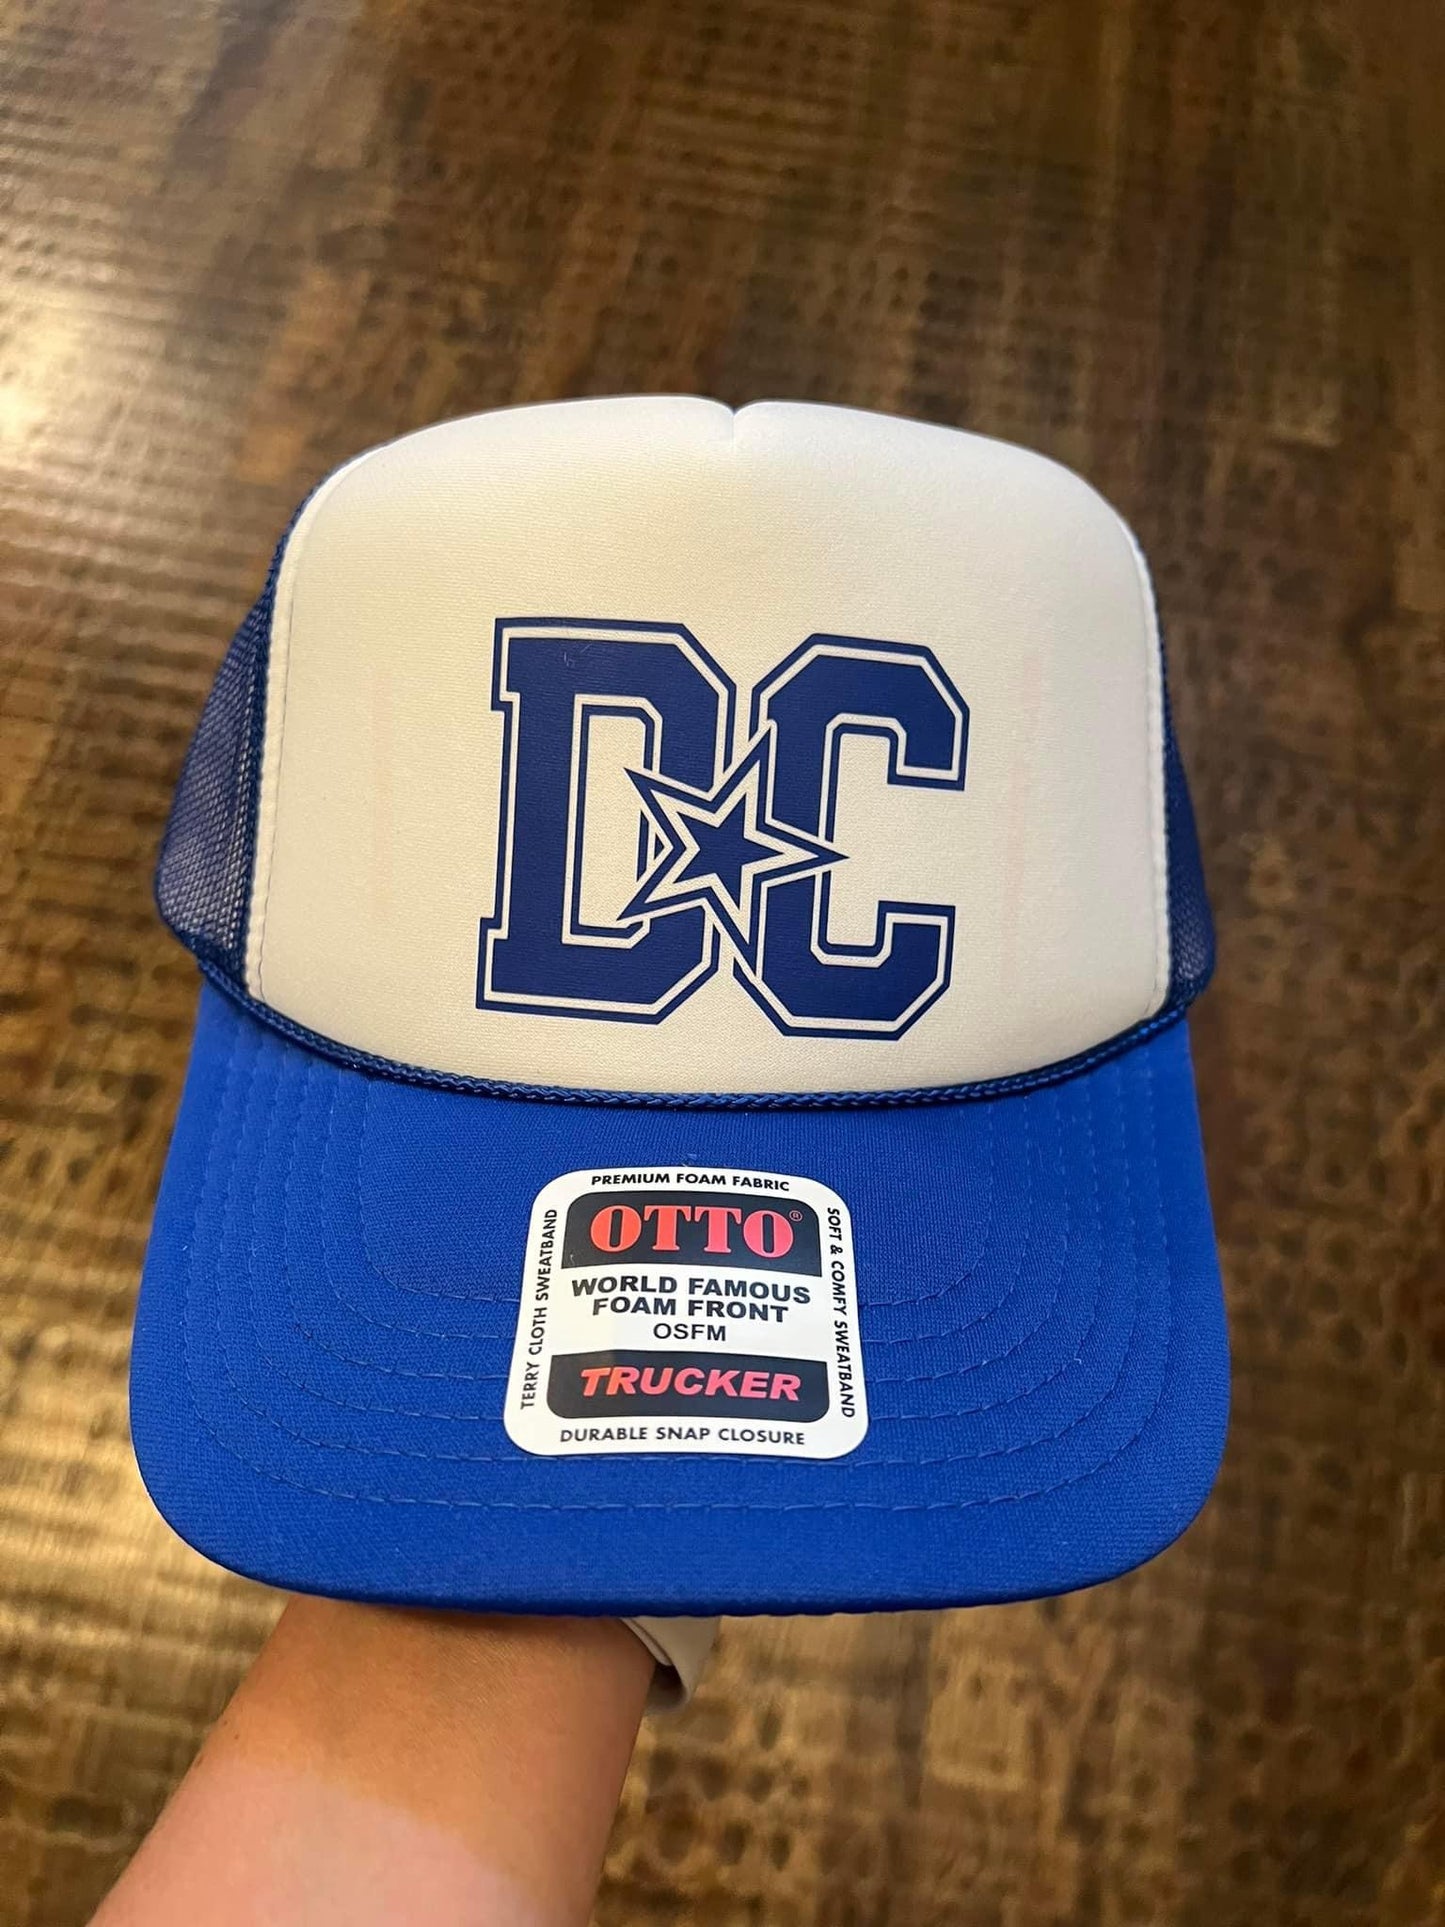 DC
PREMIUM FOAM FABRIC
OTTO®
WORLD FAMOUS
FOAM FRONT
OSFM
TRUCKER
DURABLE SNAP CLOSURE
TERRY CLOTH SWEATBAND
SOFT & COMFY SWEATBAND